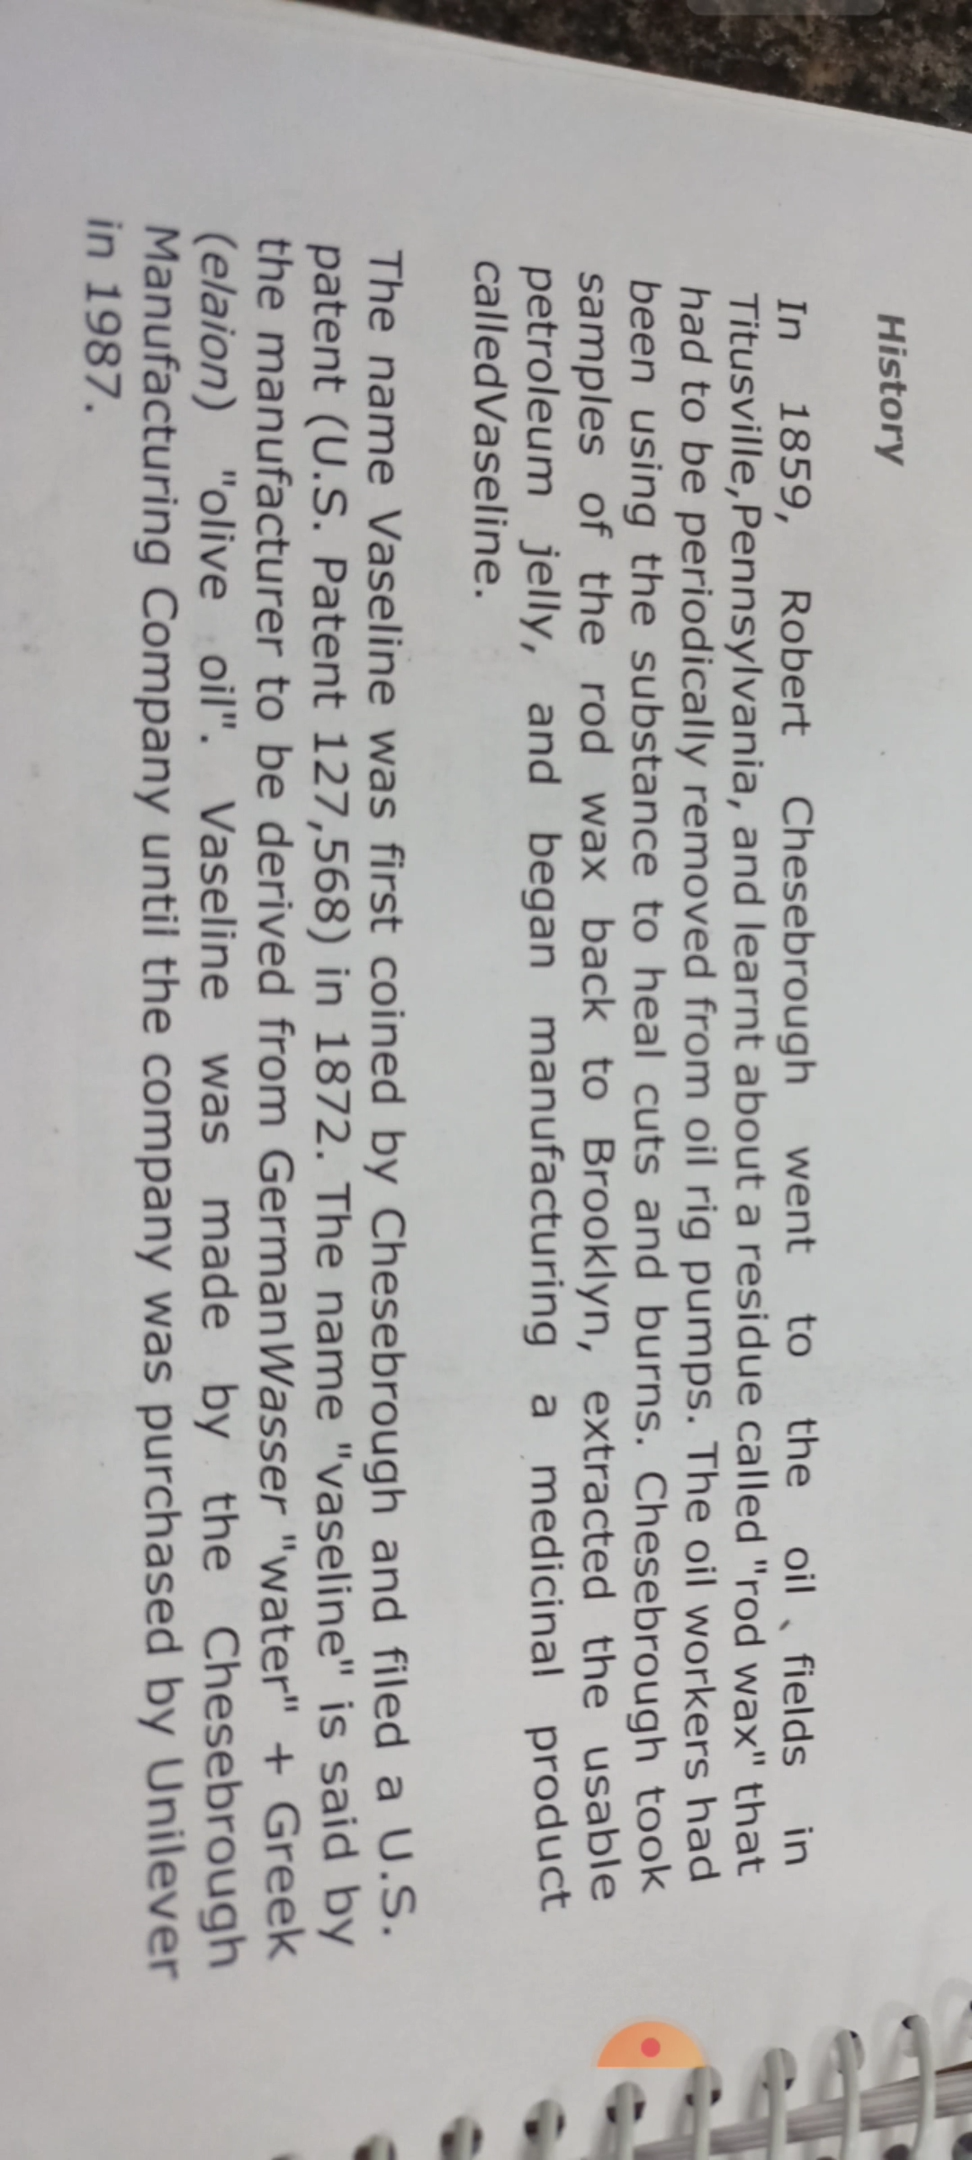 History
In 1859, Robert Chesebrough went to the oil fields in
Titusville,Pennsylvania, and learnt about a residue called "rod wax" that
had to be periodically removed from oil rig pumps. The oil workers had
been using the substance to heal cuts and burns. Chesebrough took
samples of the rod wax back to Brooklyn, extracted the usable
petroleum jelly, and began manufacturing a medicinal product
calledVaseline.
The name Vaseline was first coined by Chesebrough and filed a U.S.
patent (U.S. Patent 127,568) in 1872. The name "vaseline" is said by
the manufacturer to be derived from GermanWasser "water" + Greek
(elaion) "olive oil". Vaseline was made by the Chesebrough
Manufacturing Company until the company was purchased by Unilever
in 1987.